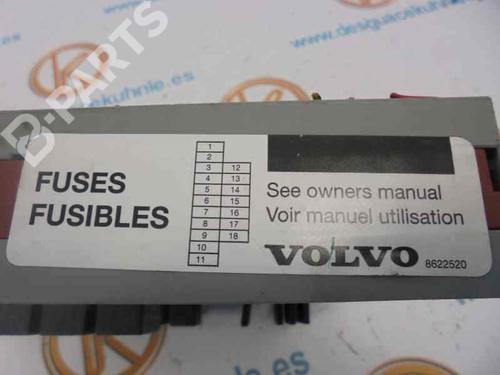 B-PARTS
www.desguacekuhnle.es
FUSES
FUSIBLES
1
2
3 12
4 13
5 14
6 15
7 16
8 17
9 18
10
11
See owners manual
Voir manuel utilisation
VOLVO
8622520